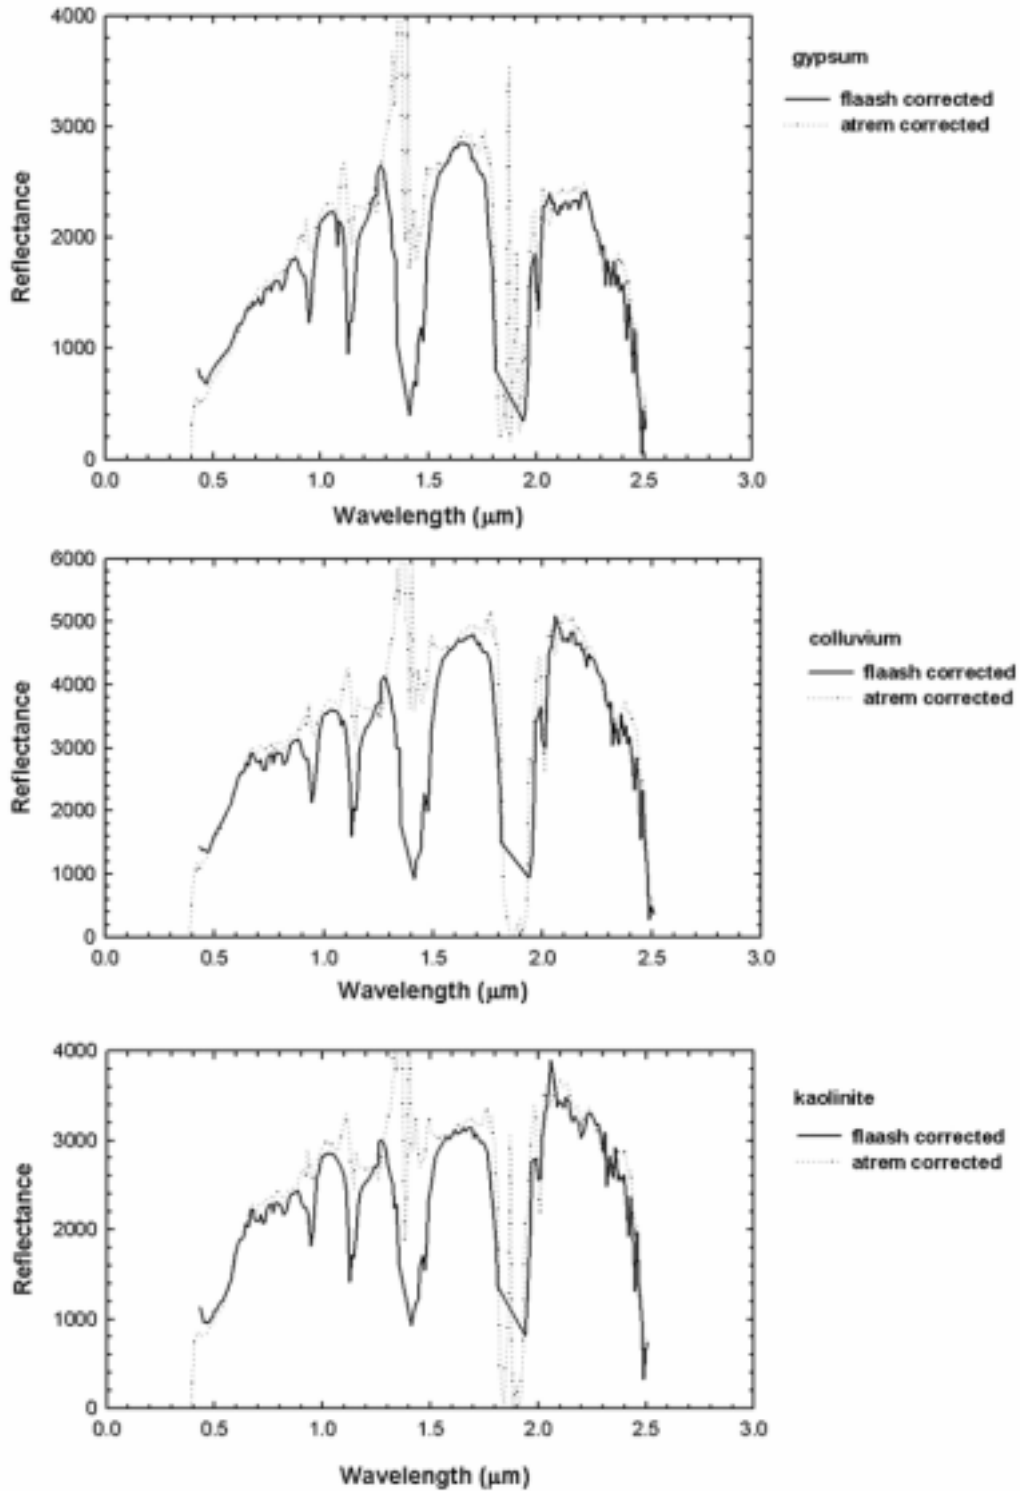 4000
3000
2000
1000
0
Reflectance
0.0 0.5 1.0 1.5 2.0 2.5 3.0
Wavelength (μm)
gypsum
flaash corrected
atrem corrected
6000
5000
4000
3000
2000
1000
0
Reflectance
0.0 0.5 1.0 1.5 2.0 2.5 3.0
Wavelength (μm)
colluvium
flaash corrected
atrem corrected
4000
3000
2000
1000
0
Reflectance
0.0 0.5 1.0 1.5 2.0 2.5 3.0
Wavelength (μm)
kaolinite
flaash corrected
atrem corrected